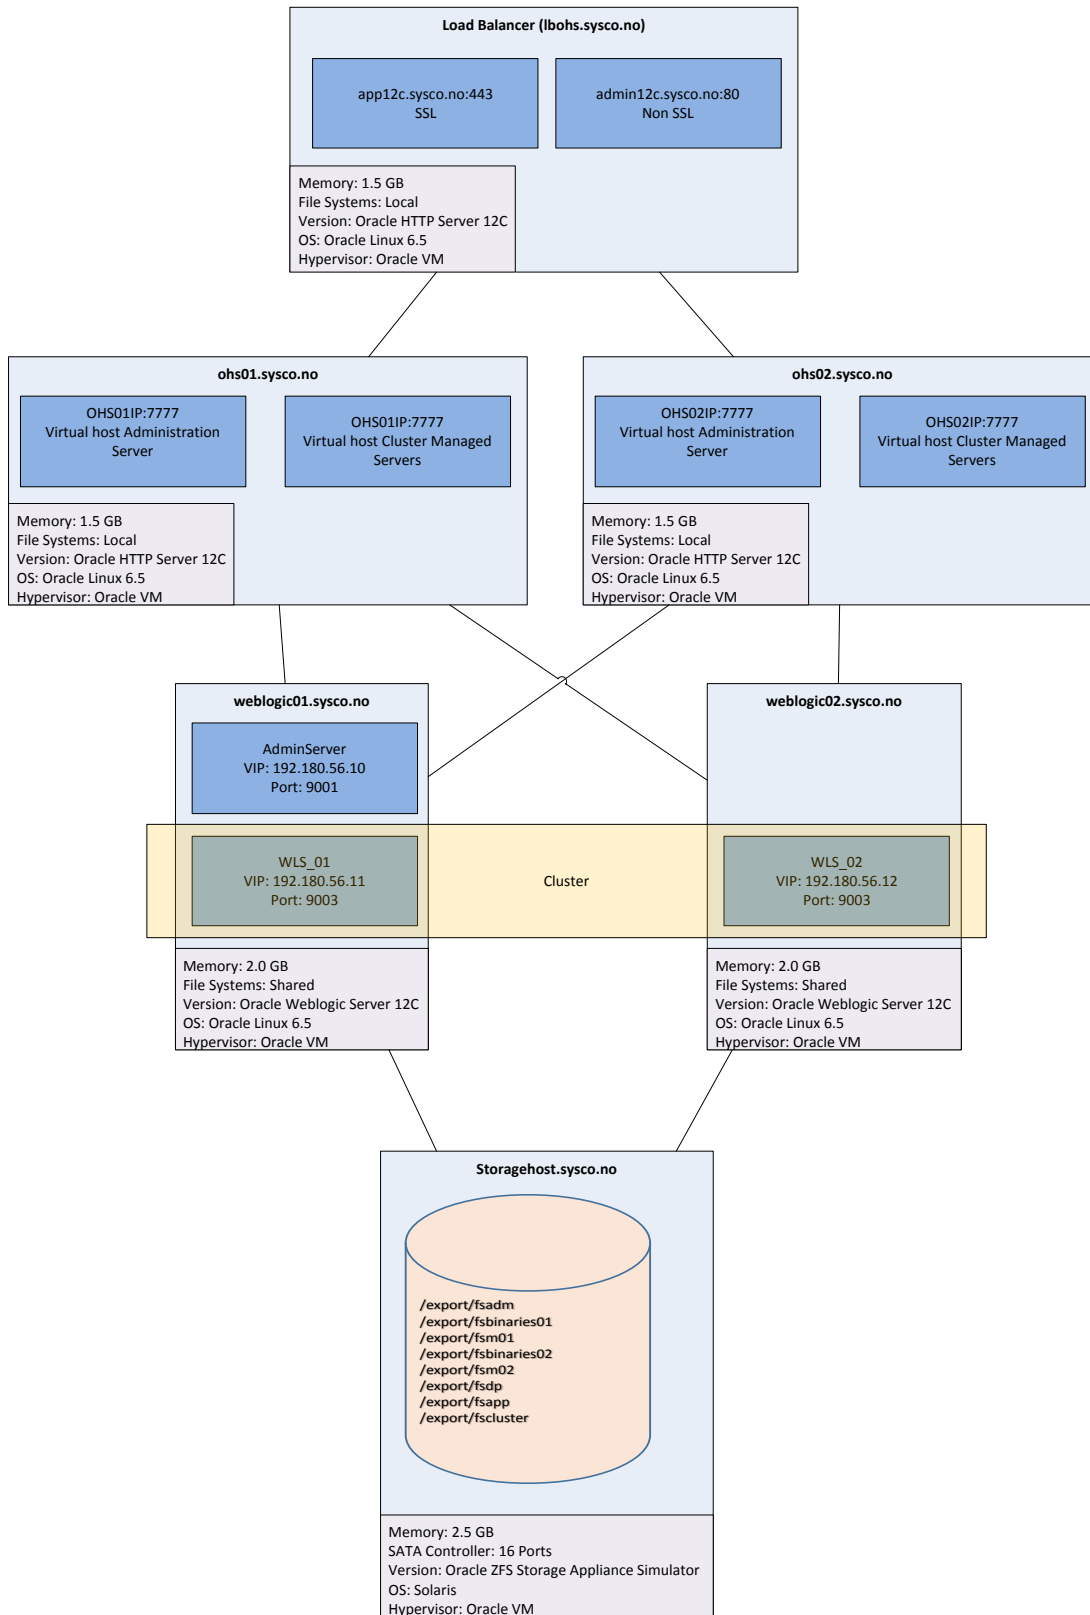 Load Balancer (lbohs.sysco.no)
app12c.sysco.no:443
SSL
admin12c.sysco.no:80
Non SSL
Memory: 1.5 GB
File Systems: Local
Version: Oracle HTTP Server 12C
OS: Oracle Linux 6.5
Hypervisor: Oracle VM
ohs01.sysco.no
OHS01IP:7777
Virtual host Administration
Server
OHS01IP:7777
Virtual host Cluster Managed
Servers
Memory: 1.5 GB
File Systems: Local
Version: Oracle HTTP Server 12C
OS: Oracle Linux 6.5
Hypervisor: Oracle VM
ohs02.sysco.no
OHS02IP:7777
Virtual host Administration
Server
OHS02IP:7777
Virtual host Cluster Managed
Servers
Memory: 1.5 GB
File Systems: Local
Version: Oracle HTTP Server 12C
OS: Oracle Linux 6.5
Hypervisor: Oracle VM
weblogic01.sysco.no
AdminServer
VIP: 192.180.56.10
Port: 9001
WLS_01
VIP: 192.180.56.11
Port: 9003
Cluster
Memory: 2.0 GB
File Systems: Shared
Version: Oracle Weblogic Server 12C
OS: Oracle Linux 6.5
Hypervisor: Oracle VM
weblogic02.sysco.no
WLS_02
VIP: 192.180.56.12
Port: 9003
Memory: 2.0 GB
File Systems: Shared
Version: Oracle Weblogic Server 12C
OS: Oracle Linux 6.5
Hypervisor: Oracle VM
Storagehost.sysco.no
/export/fsadm
/export/fsbinaries01
/export/fsm01
/export/fsbinaries02
/export/fsm02
/export/fsdp
/export/fsapp
/export/fscluster
Memory: 2.5 GB
SATA Controller: 16 Ports
Version: Oracle ZFS Storage Appliance Simulator
OS: Solaris
Hypervisor: Oracle VM